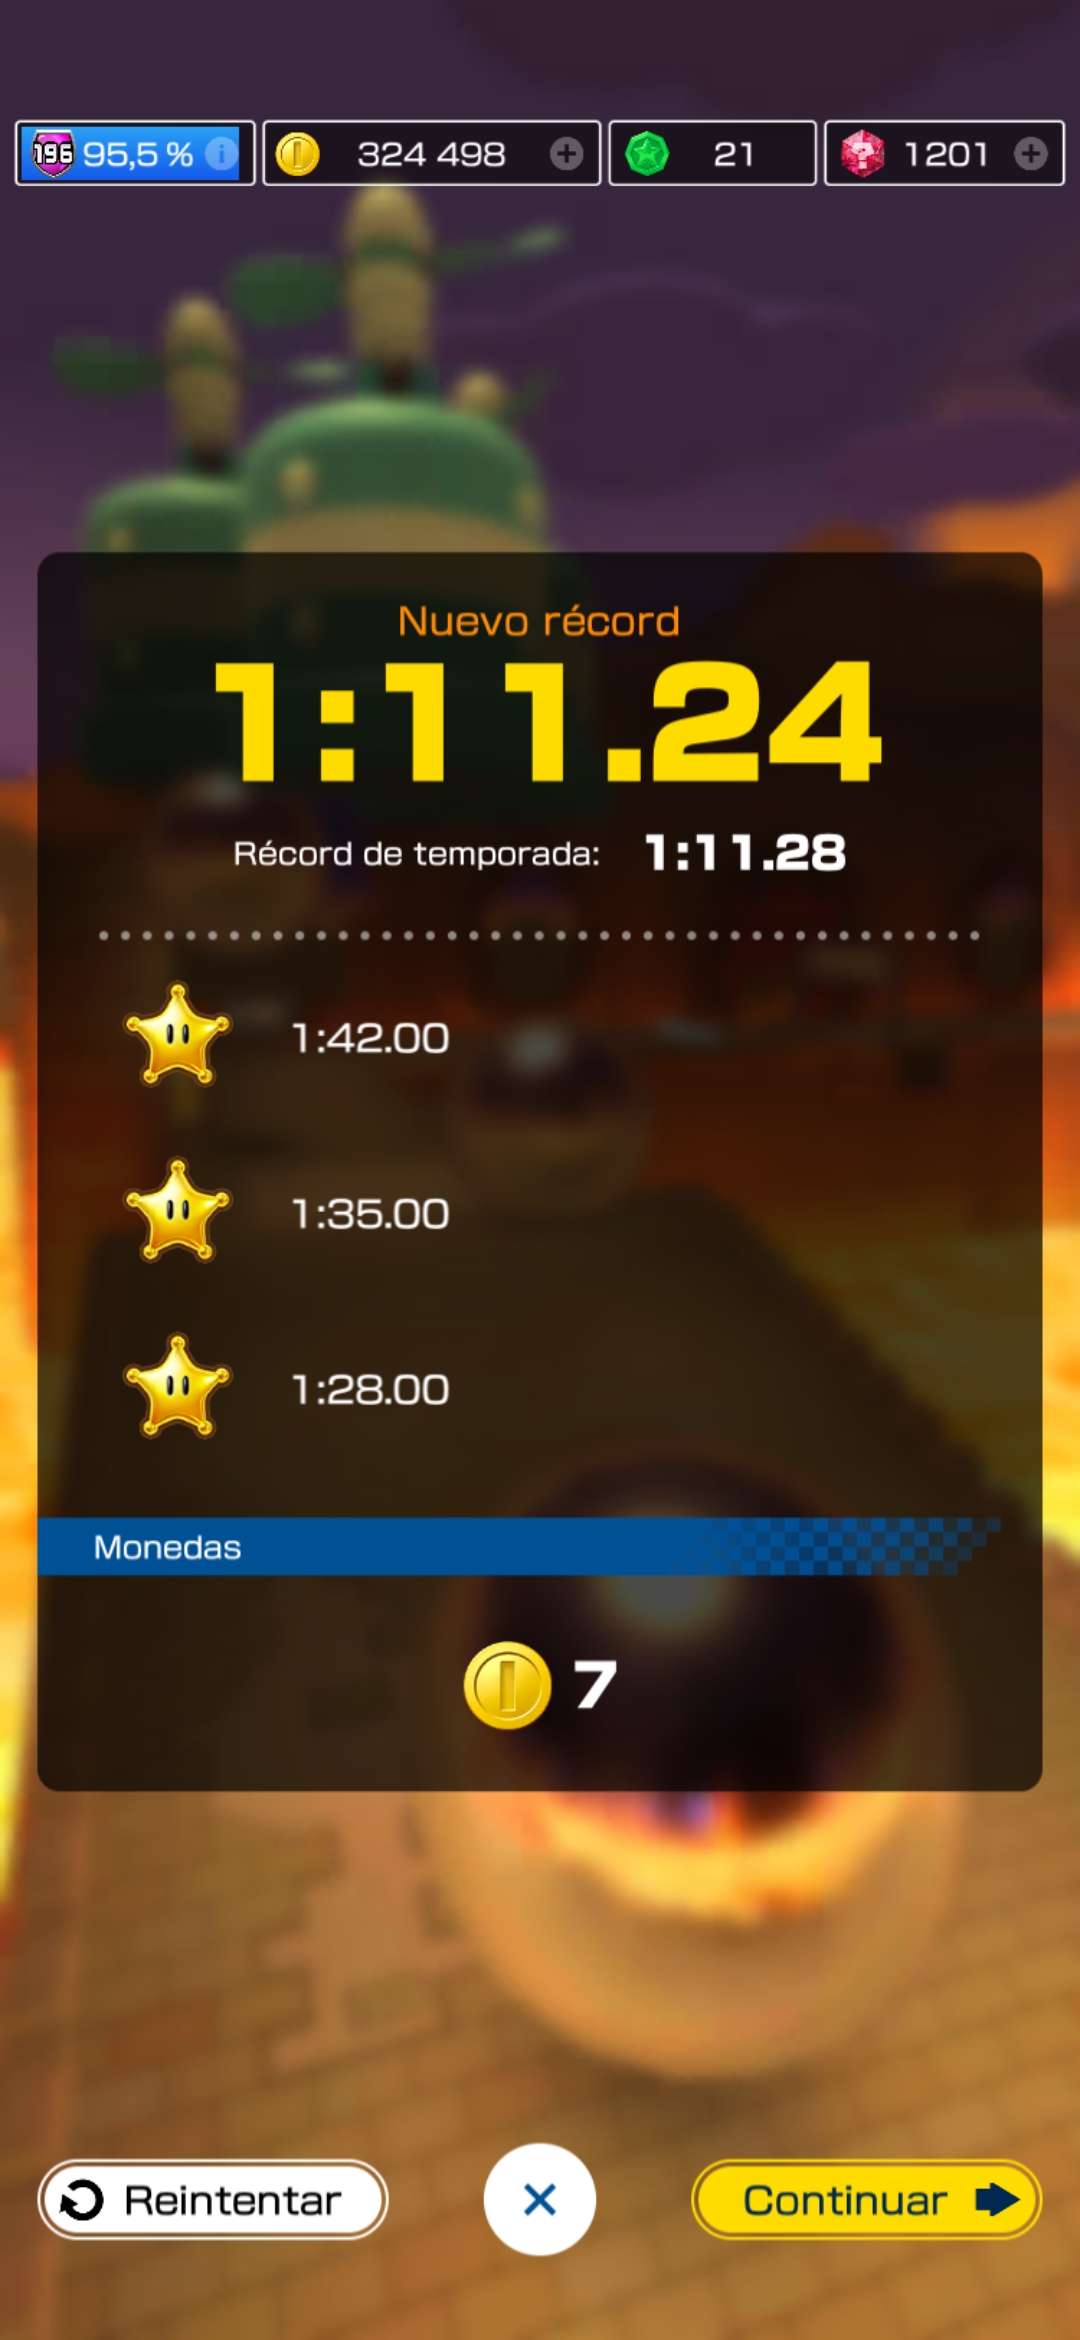 196 95,5 % i 324 498 + 21 ? 1201 +
Nuevo récord
1:11.24
Récord de temporada: 1:11.28
1:42.00
1:35.00
1:28.00
Monedas
7
Reintentar × Continuar